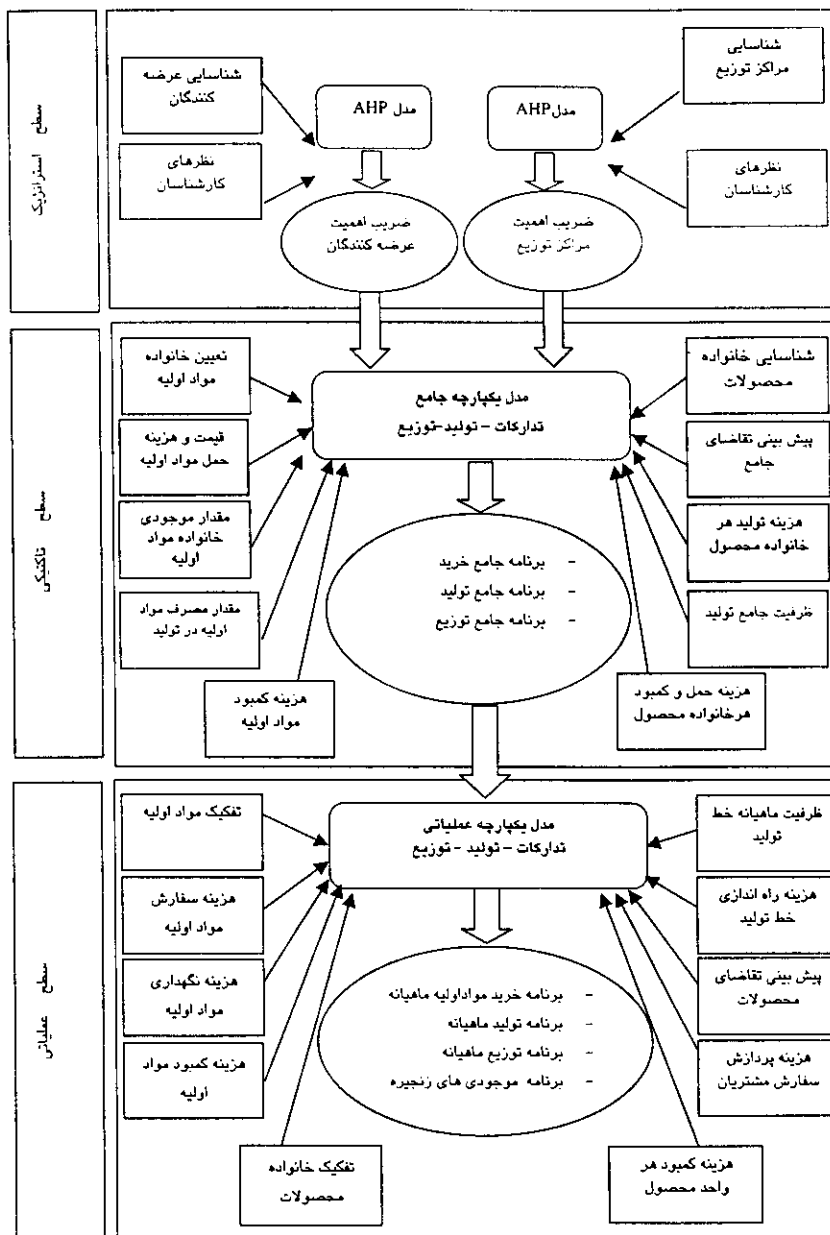 سطح استراتژیک
شناسایی
مراکز توزیع
نظرهای
کارشناسان
مدل AHP
ضریب اهمیت
مراکز توزیع
مدل AHP
ضریب اهمیت
عرضه کنندگان
شناسایی عرضه
کنندگان
نظرهای
کارشناسان
سطح تاکتیکی
شناسایی خانواده
محصولات
پیش بینی تقاضای
جامع
هزینه تولید هر
خانواده محصول
ظرفیت جامع تولید
هزینه حمل و کمبود
هرخانواده محصول
مدل یکپارچه جامع
تدارکات – تولید-توزیع
- برنامه جامع خرید
- برنامه جامع تولید
- برنامه جامع توزیع
تعیین خانواده
مواد اولیه
قیمت و هزینه
حمل مواد اولیه
مقدار موجودی
خانواده مواد
اولیه
مقدار مصرف مواد
اولیه در تولید
هزینه کمبود
مواد اولیه
سطح عملیاتی
ظرفیت ماهیانه خط
تولید
هزینه راه اندازی
خط تولید
پیش بینی تقاضای
محصولات
هزینه پردازش
سفارش مشتریان
هزینه کمبود هر
واحد محصول
مدل یکپارچه عملیاتی
تدارکات – تولید - توزیع
- برنامه خرید مواداولیه ماهیانه
- برنامه تولید ماهیانه
- برنامه توزیع ماهیانه
- برنامه موجودی های زنجیره
تفکیک مواد اولیه
هزینه سفارش
مواد اولیه
هزینه نگهداری
مواد اولیه
هزینه کمبود مواد
اولیه
تفکیک خانواده
محصولات